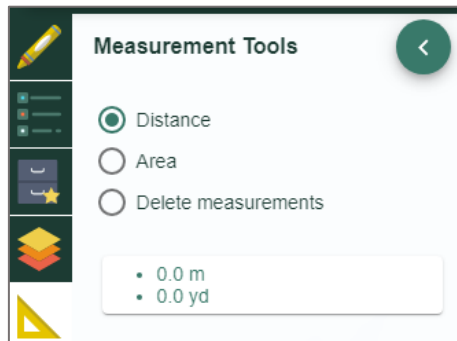 Measurement Tools
Distance
Area
Delete measurements
• 0.0 m
• 0.0 yd